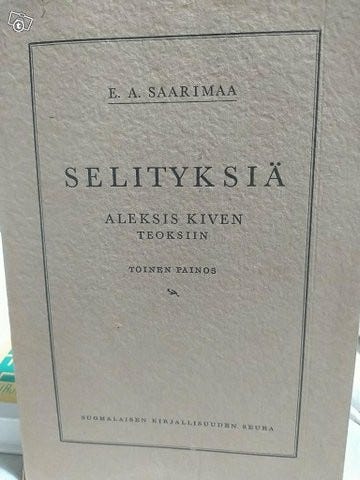 E. A. SAARIMAA
SELITYKSIÄ
ALEKSIS KIVEN
TEOKSIIN
TOINEN PAINOS
SUOMALAISEN KIRJALLISUUDEN SEURA